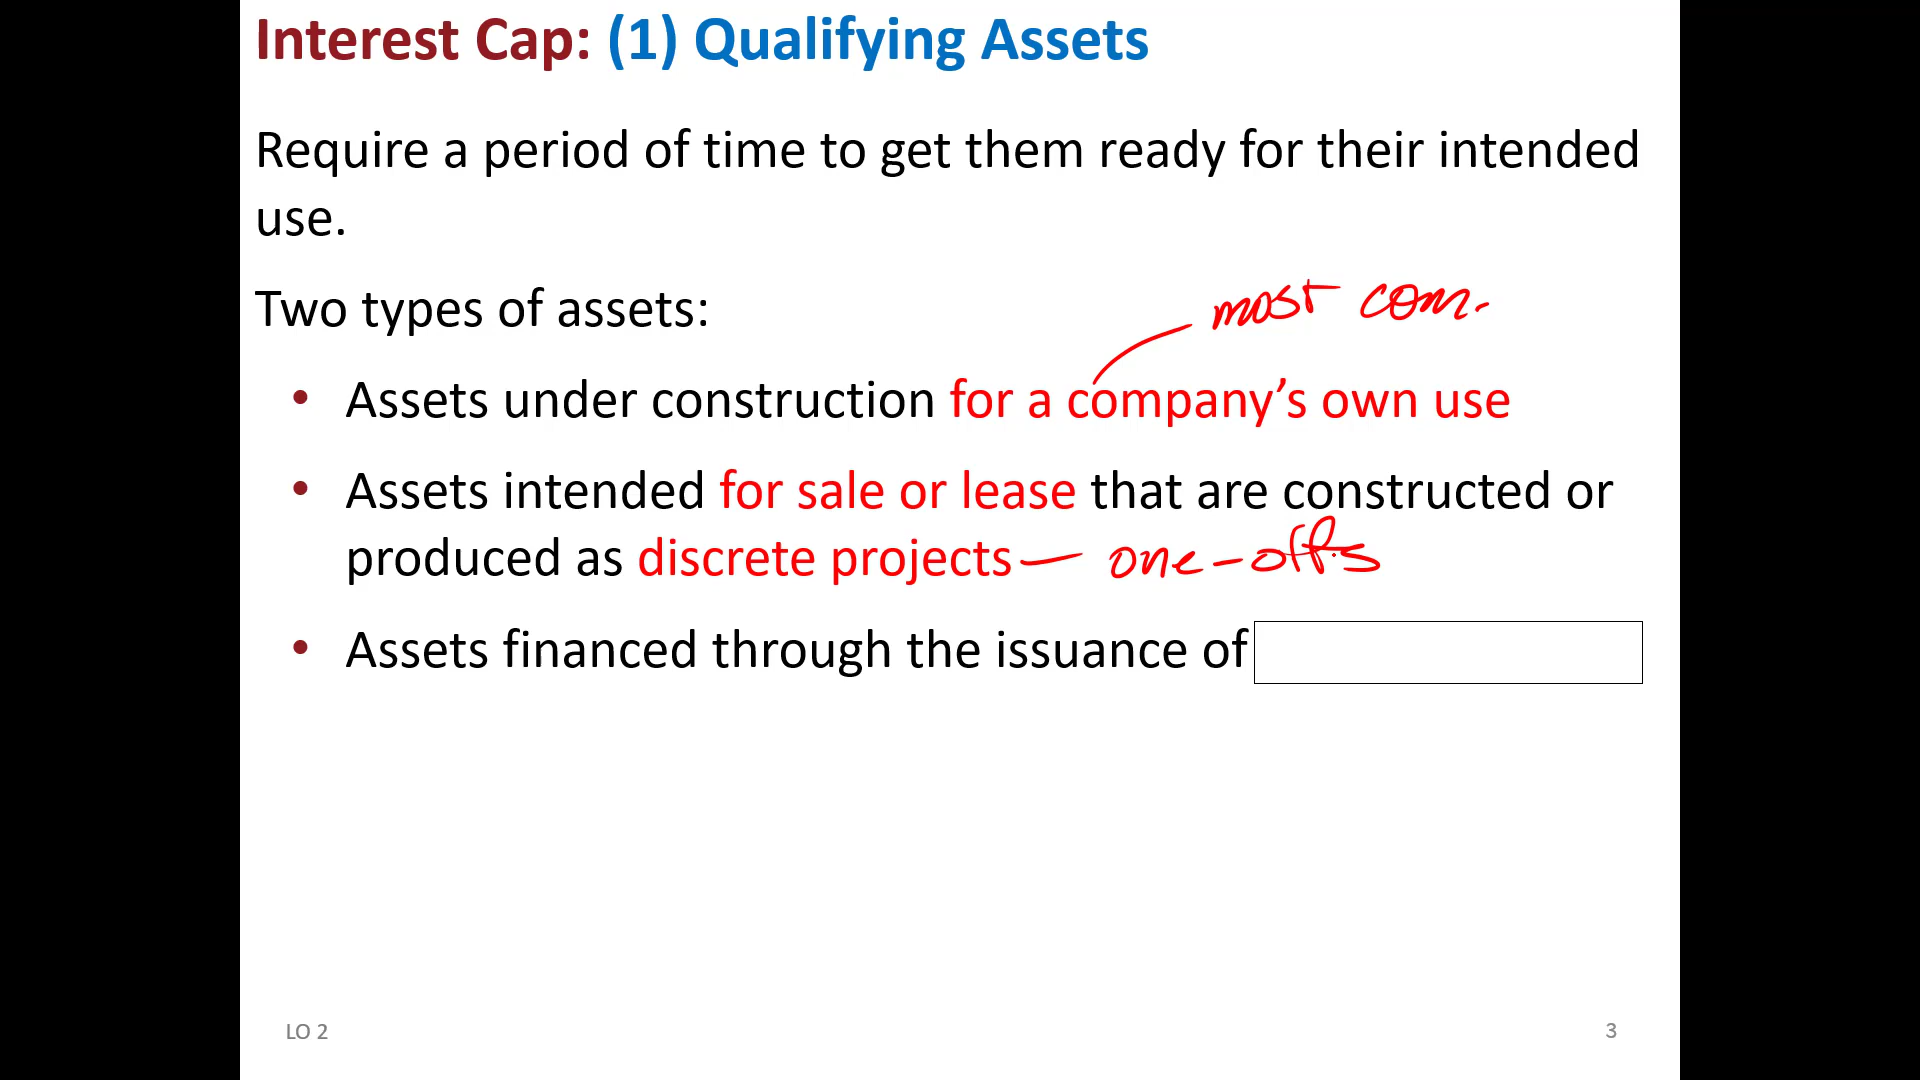 Interest Cap: (1) Qualifying Assets
Require a period of time to get them ready for their intended
use.
Two types of assets:
most com.
• Assets under construction for a company’s own use
• Assets intended for sale or lease that are constructed or
produced as discrete projects — one-offs
• Assets financed through the issuance of
LO 2
3